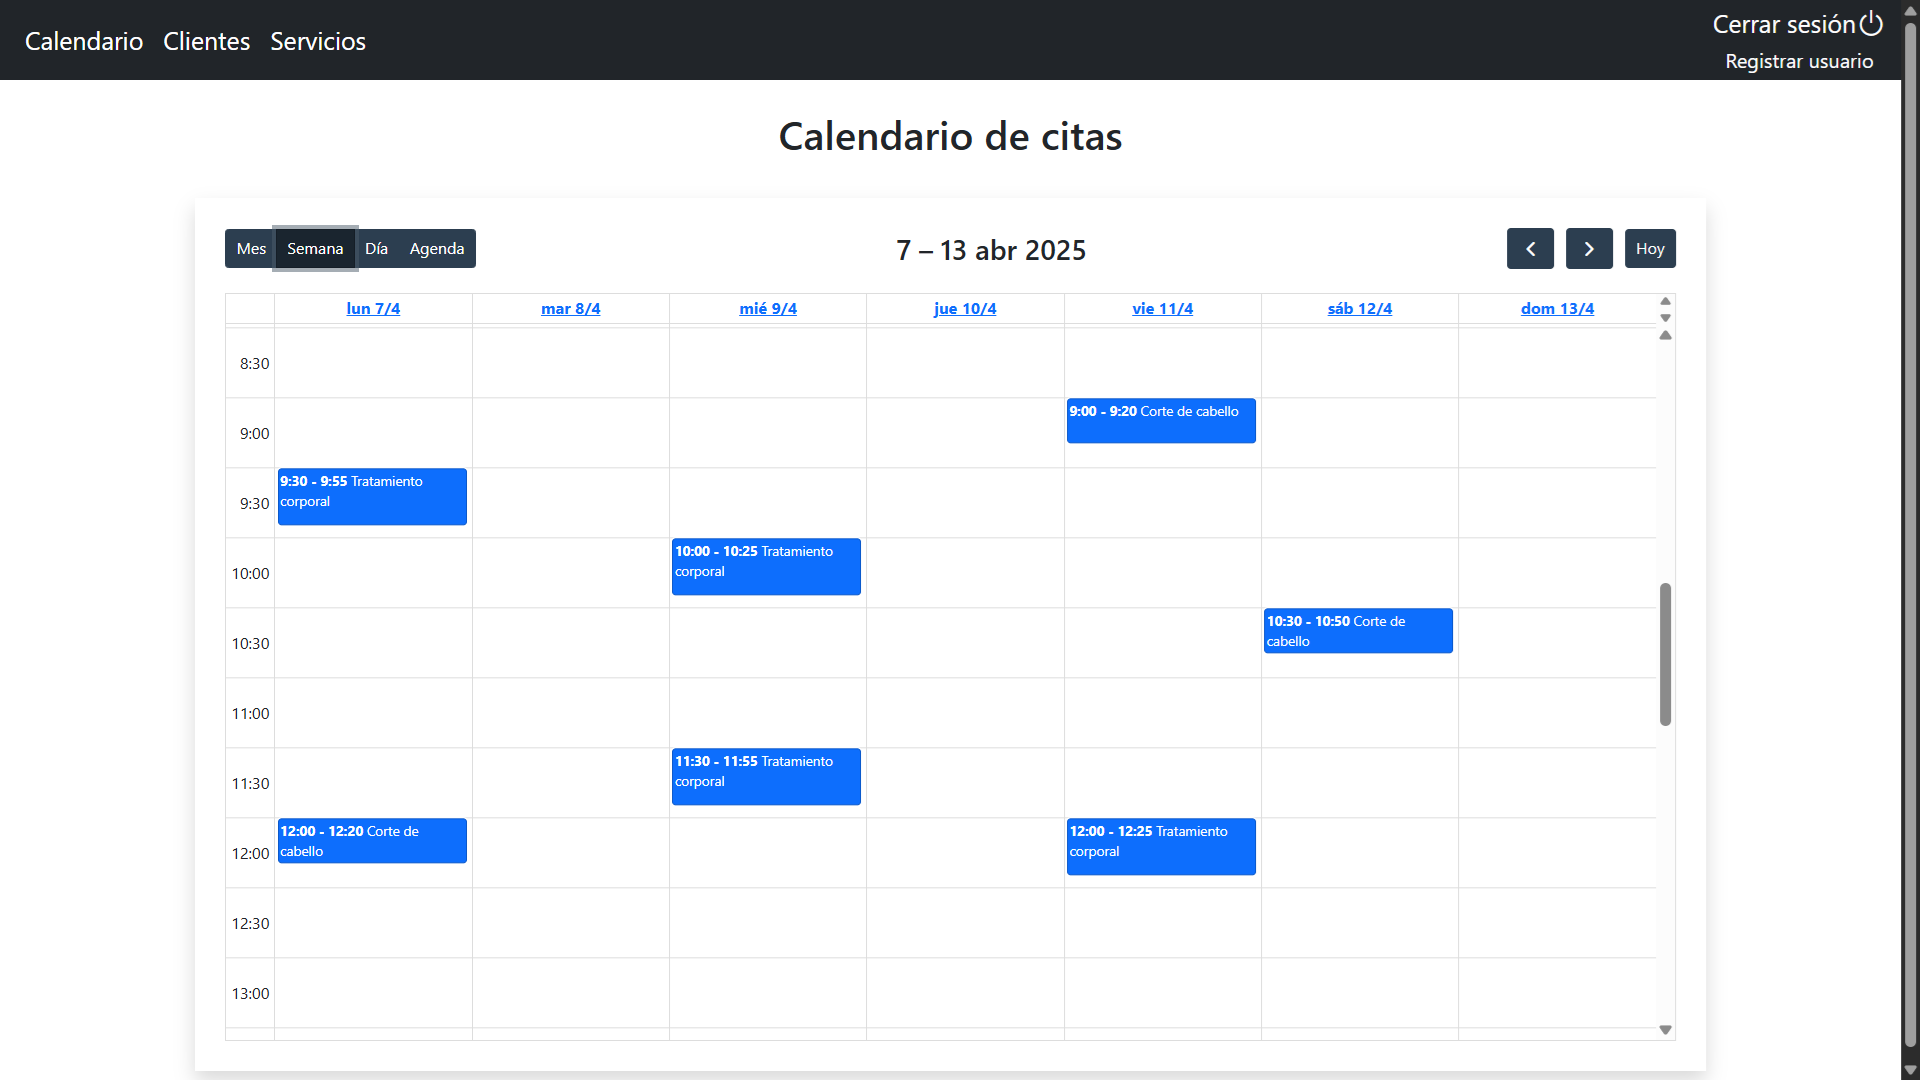 Calendario Clientes Servicios
Cerrar sesión
Registrar usuario
Calendario de citas
Mes Semana Día Agenda
7 – 13 abr 2025
Hoy
lun 7/4 mar 8/4 mié 9/4 jue 10/4 vie 11/4 sáb 12/4 dom 13/4
8:30
9:00
9:00 - 9:20 Corte de cabello
9:30
9:30 - 9:55 Tratamiento
corporal
10:00
10:00 - 10:25 Tratamiento
corporal
10:30
10:30 - 10:50 Corte de
cabello
11:00
11:30
11:30 - 11:55 Tratamiento
corporal
12:00
12:00 - 12:20 Corte de
cabello
12:00 - 12:25 Tratamiento
corporal
12:30
13:00